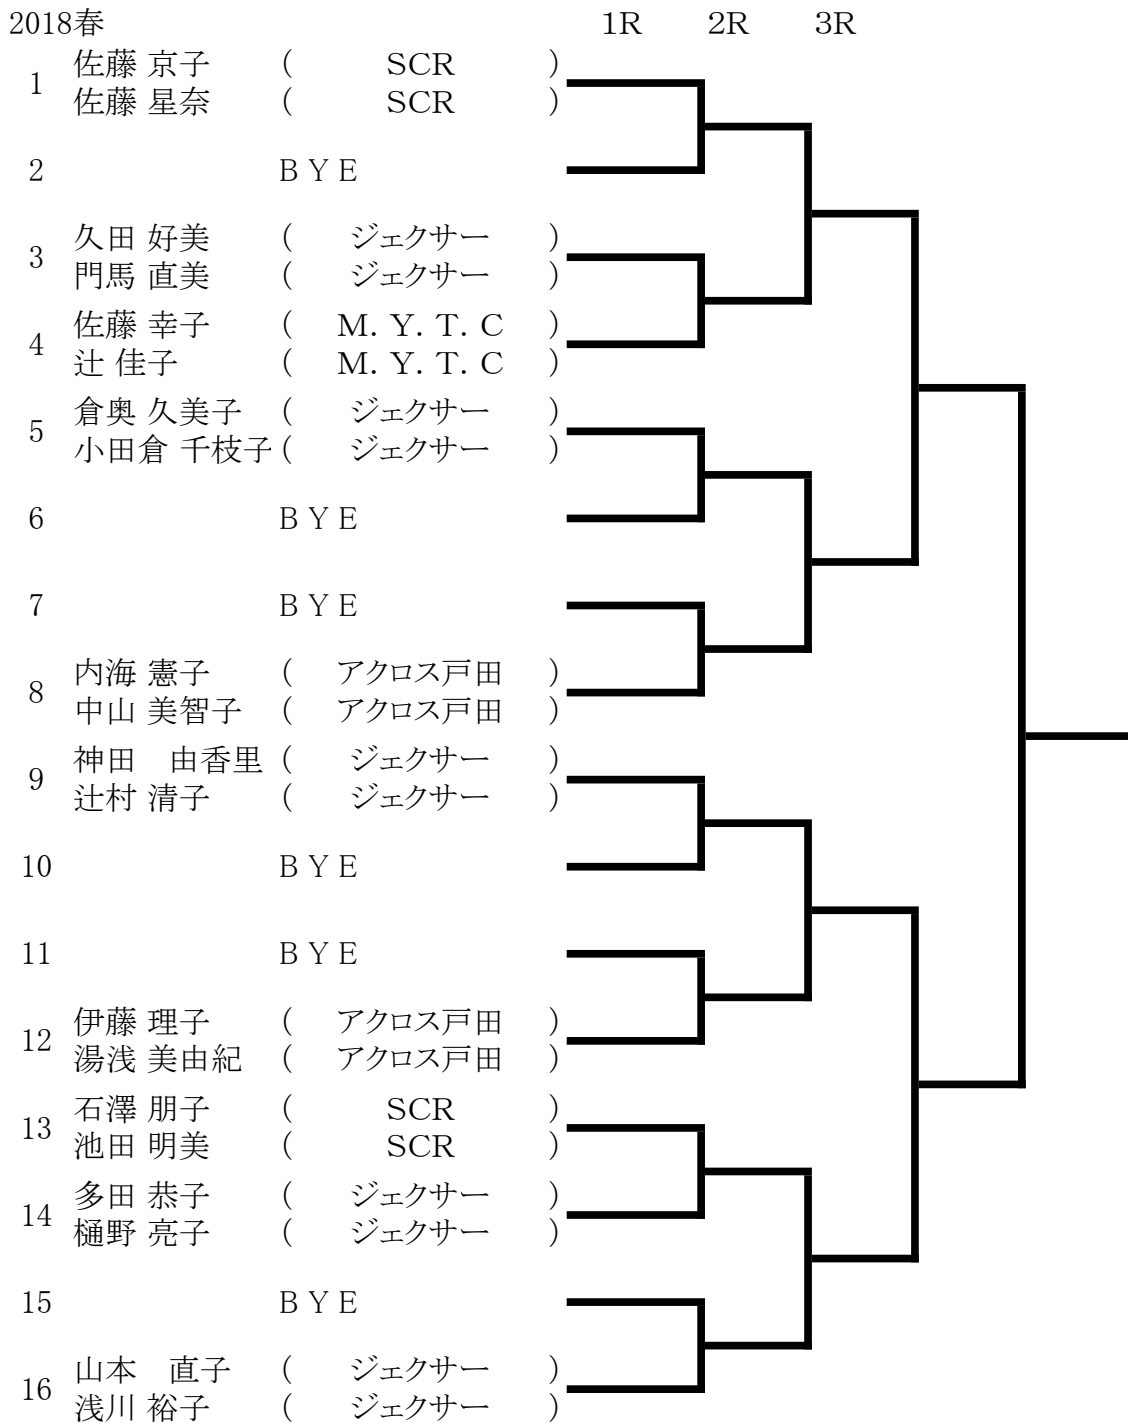 2018春 1R 2R 3R
佐藤 京子 ( SCR )
1
佐藤 星奈 ( SCR )
2 BYE
久田 好美 ( ジェクサー )
3
門馬 直美 ( ジェクサー )
佐藤 幸子 ( M. Y. T. C )
4
辻 佳子 ( M. Y. T. C )
倉奥 久美子 ( ジェクサー )
5
小田倉 千枝子 ( ジェクサー )
6 BYE
7 BYE
内海 憲子 ( アクロス戸田 )
8
中山 美智子 ( アクロス戸田 )
神田 由香里 ( ジェクサー )
9
辻村 清子 ( ジェクサー )
10 BYE
11 BYE
伊藤 理子 ( アクロス戸田 )
12
湯浅 美由紀 ( アクロス戸田 )
石澤 朋子 ( SCR )
13
池田 明美 ( SCR )
多田 恭子 ( ジェクサー )
14
樋野 亮子 ( ジェクサー )
15 BYE
山本 直子 ( ジェクサー )
16
浅川 裕子 ( ジェクサー )